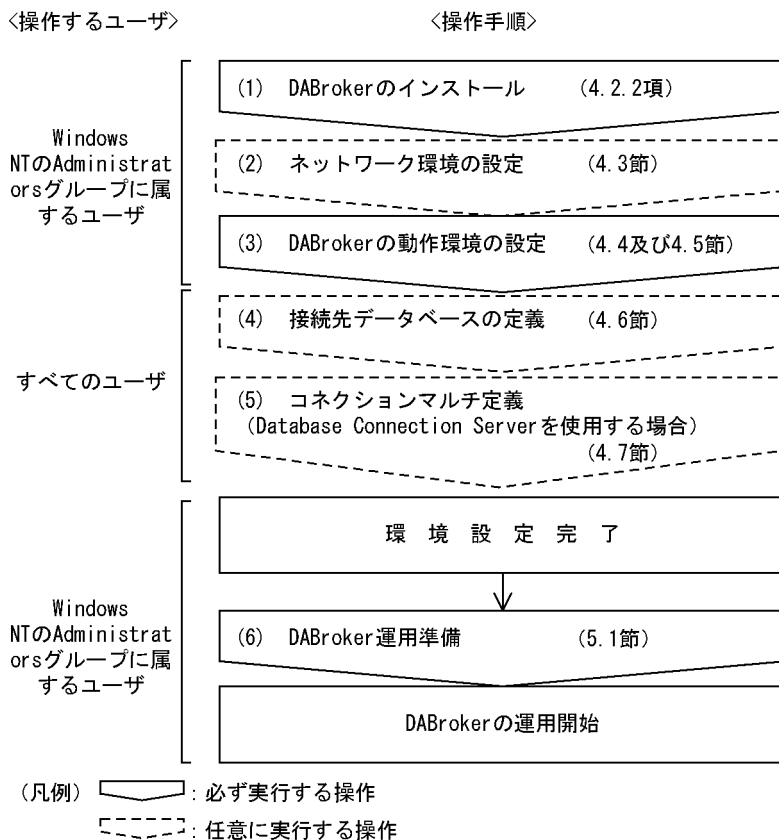 <操作するユーザ>
<操作手順>
(1) DABrokerのインストール (4.2.2項)
Windows
NTのAdministrat
orsグループに属
するユーザ
(2) ネットワーク環境の設定 (4.3節)
(3) DABrokerの動作環境の設定 (4.4及び4.5節)
すべてのユーザ
(4) 接続先データベースの定義 (4.6節)
(5) コネクションマルチ定義
(Database Connection Serverを使用する場合)
(4.7節)
環 境 設 定 完 了
Windows
NTのAdministrat
orsグループに属
するユーザ
(6) DABroker運用準備 (5.1節)
DABrokerの運用開始
(凡例) : 必ず実行する操作
: 任意に実行する操作